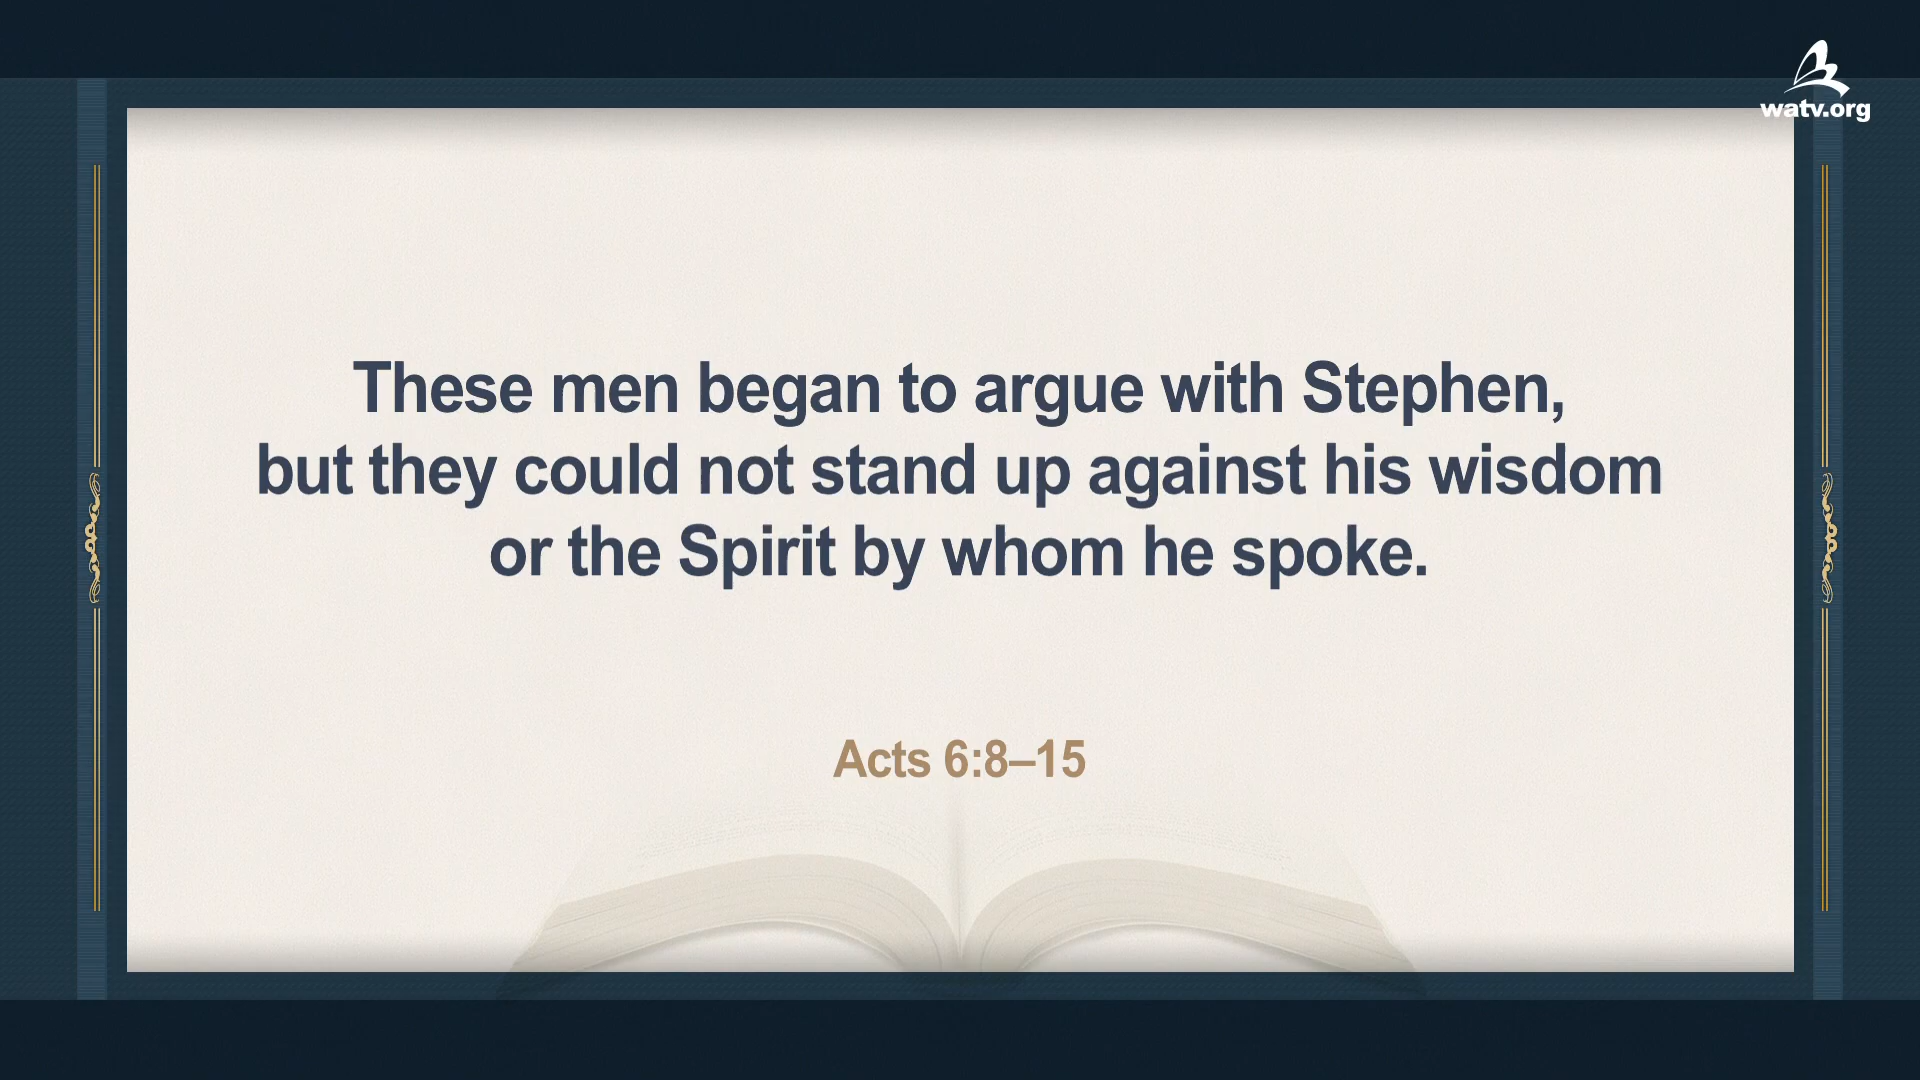 watv.org
These men began to argue with Stephen,
but they could not stand up against his wisdom
or the Spirit by whom he spoke.
Acts 6:8–15